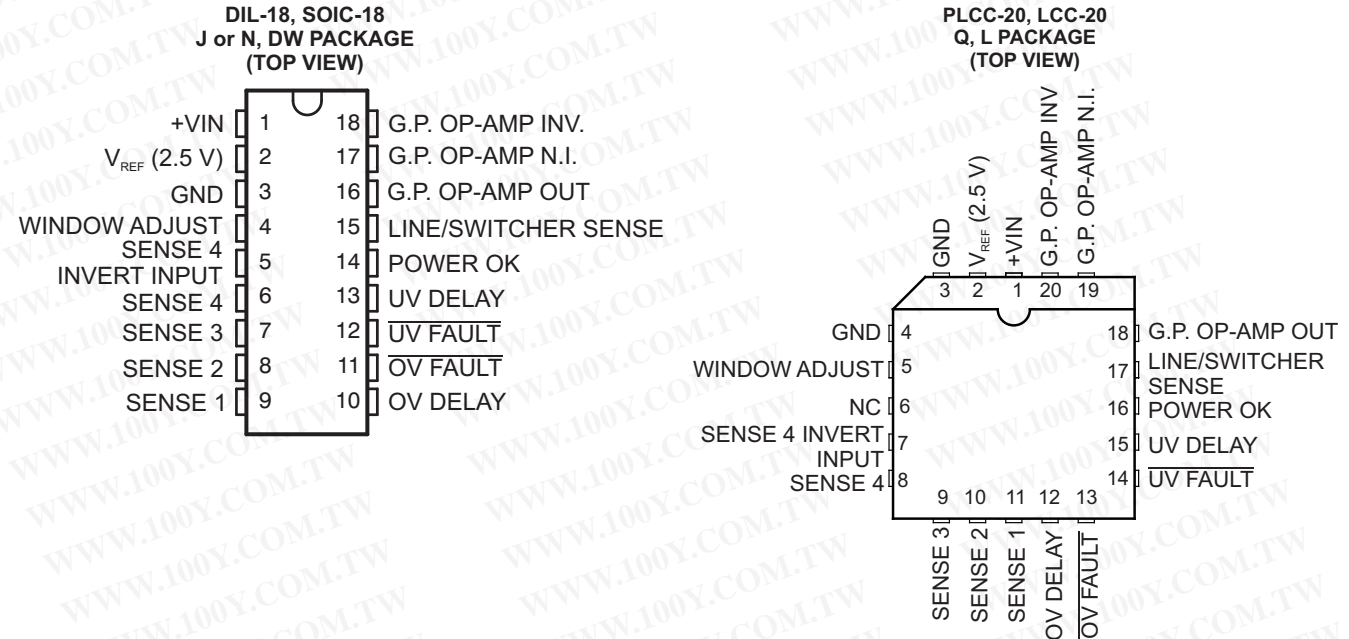 DIL-18, SOIC-18
J or N, DW PACKAGE
(TOP VIEW)
+VIN 1 18 G.P. OP-AMP INV.
VREF (2.5 V) 2 17 G.P. OP-AMP N.I.
GND 3 16 G.P. OP-AMP OUT
WINDOW ADJUST 4 15 LINE/SWITCHER SENSE
SENSE 4
INVERT INPUT 5 14 POWER OK
SENSE 4 6 13 UV DELAY
SENSE 3 7 12 UV FAULT
SENSE 2 8 11 OV FAULT
SENSE 1 9 10 OV DELAY
PLCC-20, LCC-20
Q, L PACKAGE
(TOP VIEW)
GND
VREF (2.5 V)
+VIN
G.P. OP-AMP INV
G.P. OP-AMP N.I.
3 2 1 20 19
GND 4 18 G.P. OP-AMP OUT
WINDOW ADJUST 5 17 LINE/SWITCHER
SENSE
NC 6 16 POWER OK
SENSE 4 INVERT 7 15 UV DELAY
INPUT
SENSE 4 8 14 UV FAULT
9 10 11 12 13
SENSE 3
SENSE 2
SENSE 1
OV DELAY
OV FAULT
WWW.100Y.COM.TW